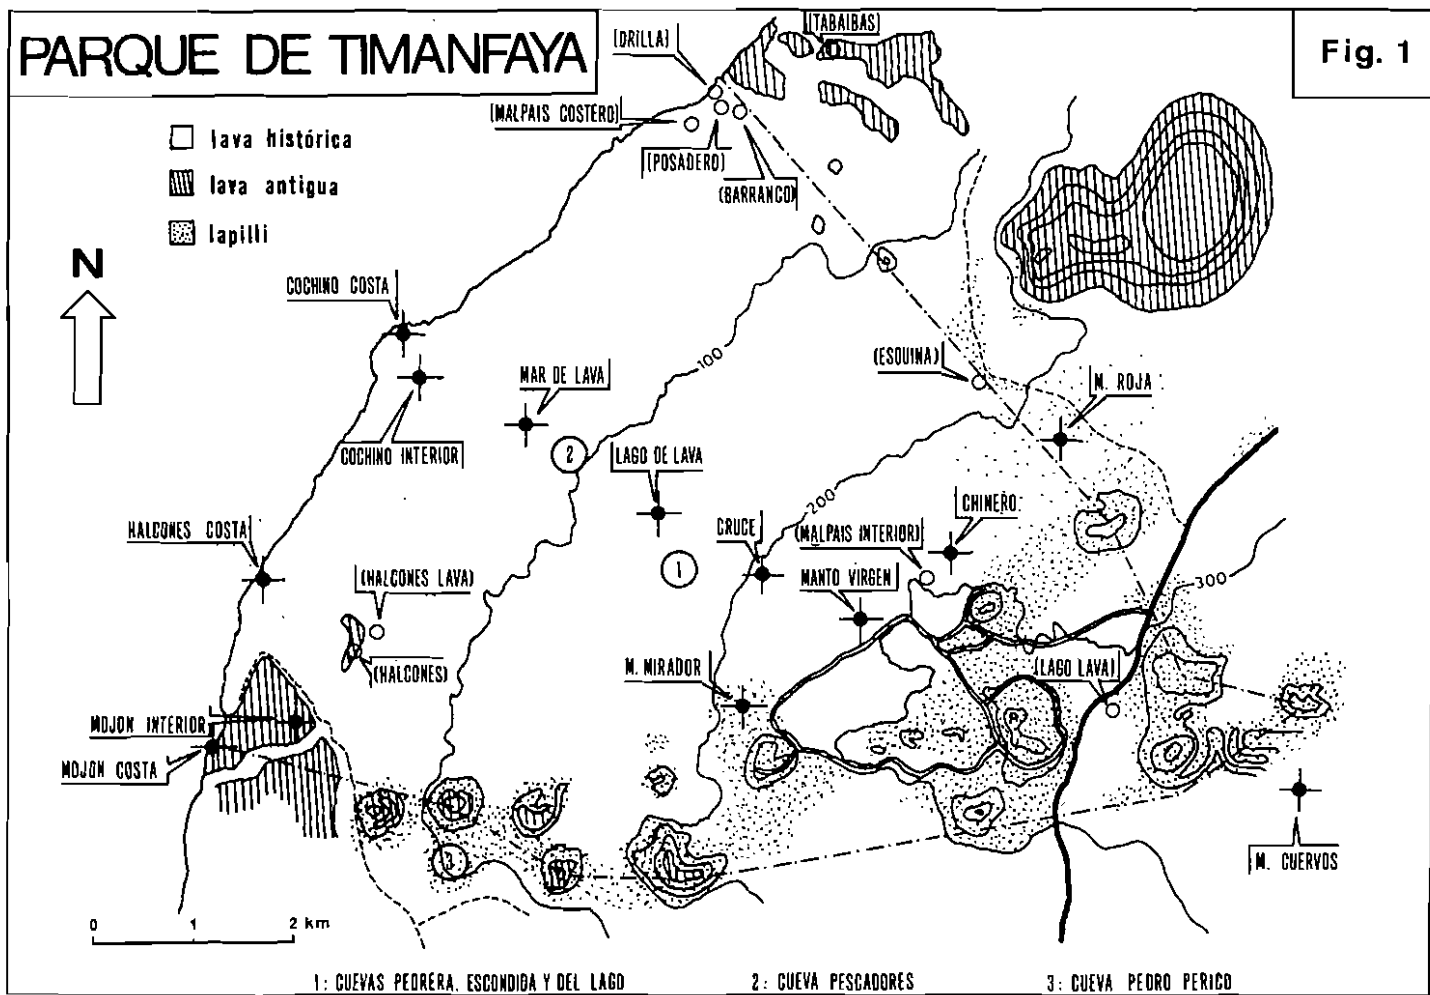 PARQUE DE TIMANFAYA
Fig. 1
(TABAIBAS)
(ORILLA)
(MALPAIS COSTERO)
(POSADERO)
(BARRANCO)
lava histórica
lava antigua
lapilli
N
COCHINO COSTA
100
(ESQUINA)
MAR DE LAVA
M. ROJA
COCHINO INTERIOR
2
LAGO DE LAVA
200
CHINERO.
HALCONES COSTA
CRUCE
(MALPAIS INTERIOR)
1
(HALCONES LAVA)
MANTO VIRGEN
300
(HALCONES)
M. MIRADOR
(LAGO LAVA)
MOJON INTERIOR
MOJON COSTA
3
M. CUERVOS
0 1 2 km
1: CUEVAS PEDRERA, ESCONDIDA Y DEL LAGO 2: CUEVA PESCADORES 3: CUEVA PEDRO PERICO